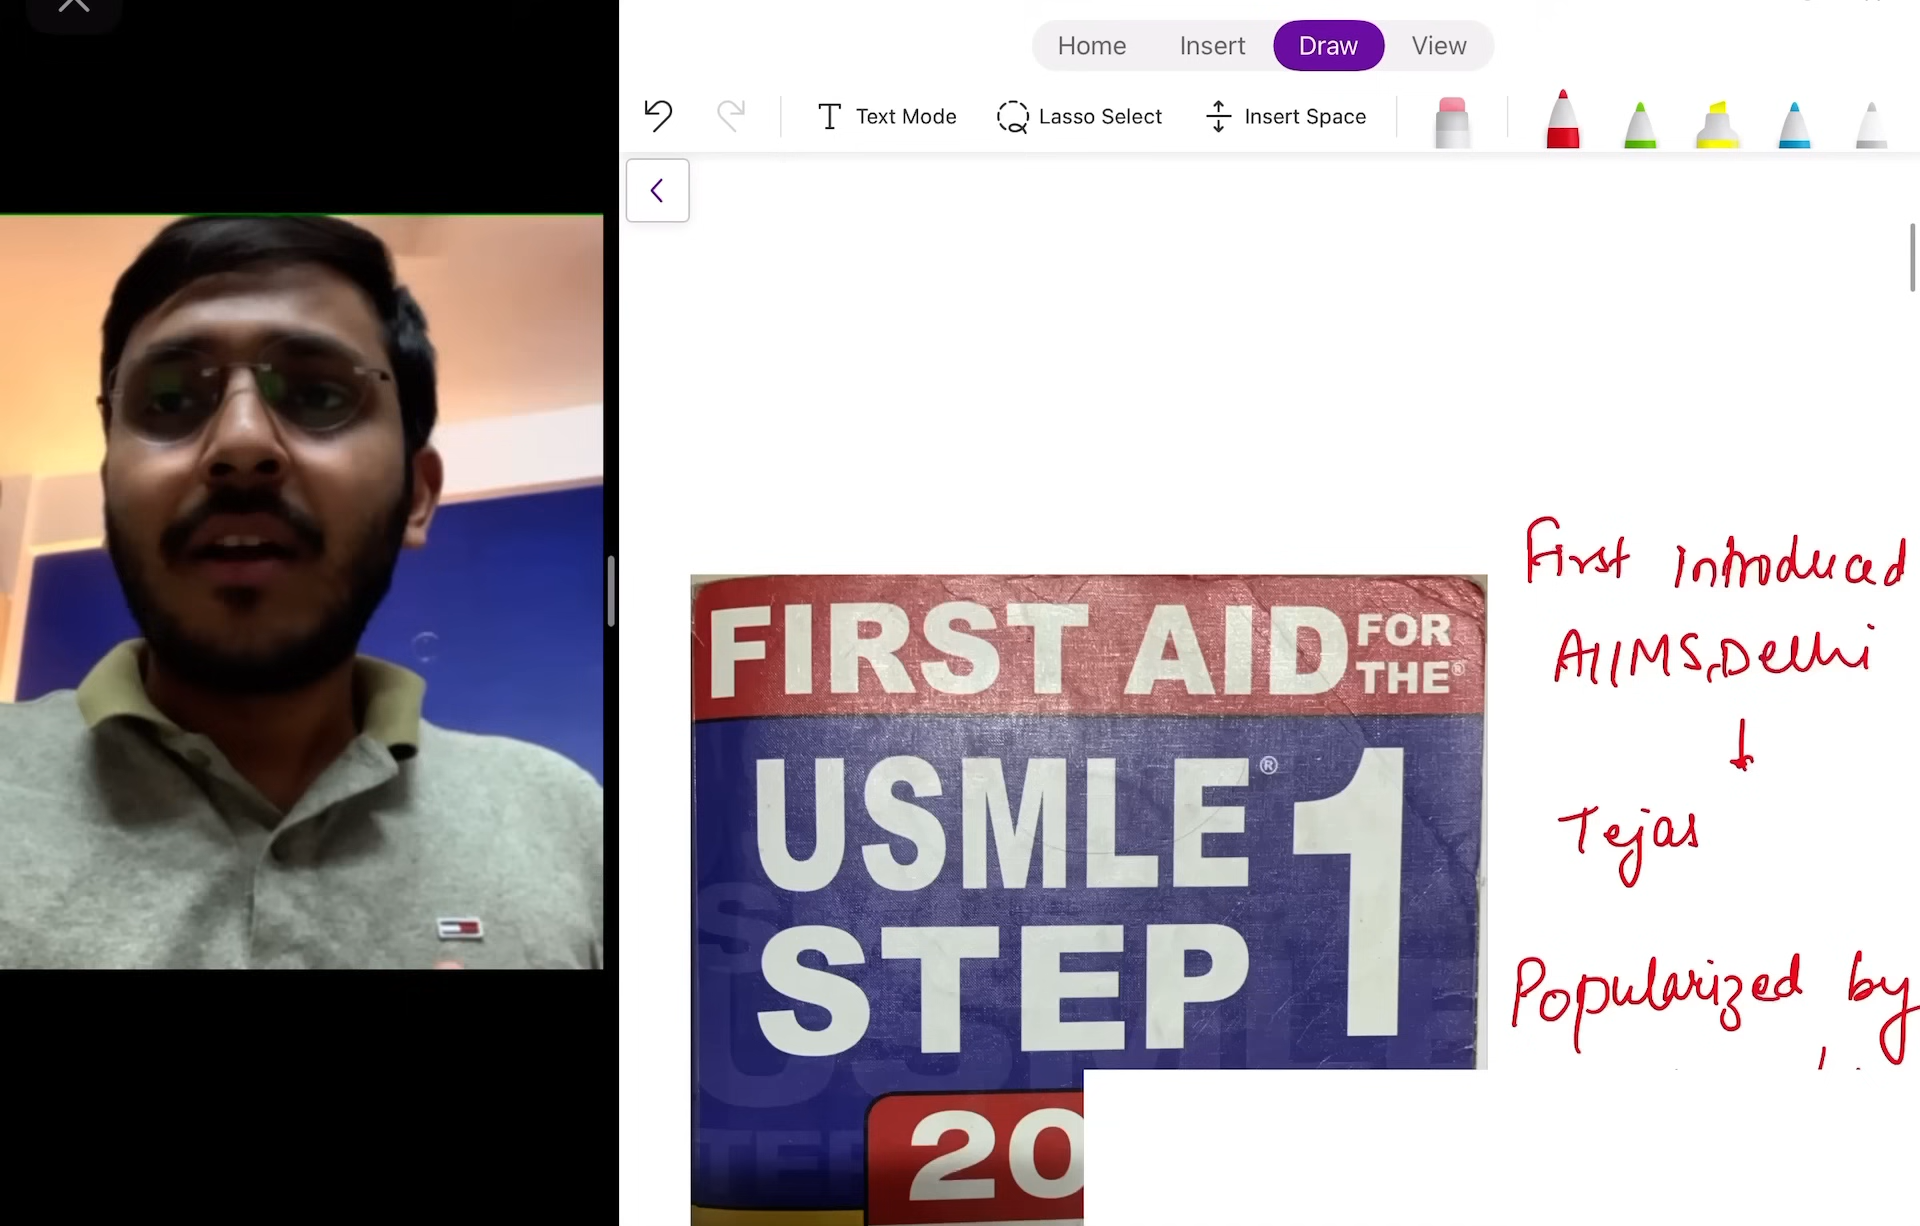 Home Insert Draw View
Text Mode Lasso Select Insert Space
First introduced
AIIMS, Delhi
Tejas
Popularized by
FIRST AID FOR THE®
USMLE®
STEP 1
20